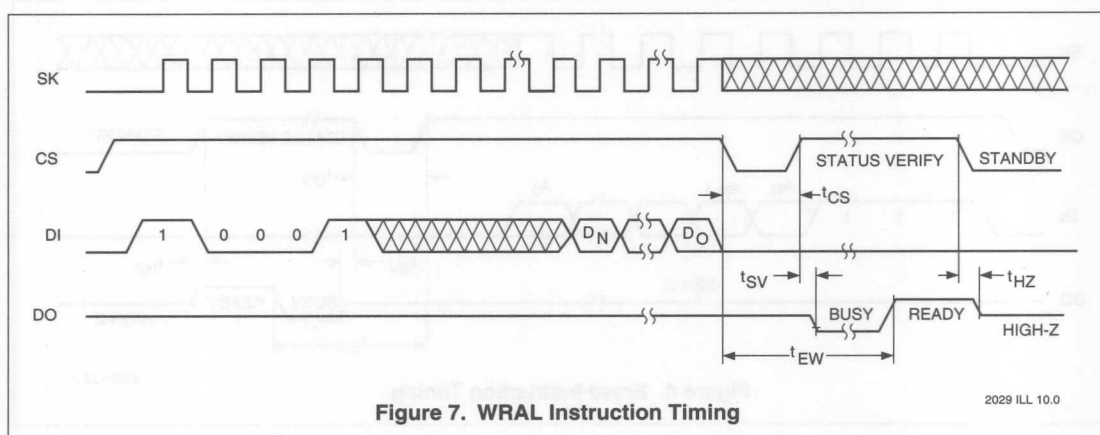 SK
CS
STATUS VERIFY
STANDBY
tCS
DI
1 0 0 0 1
DN
DO
tSV
tHZ
DO
BUSY
READY
HIGH-Z
tEW
Figure 7. WRAL Instruction Timing
2029 ILL 10.0